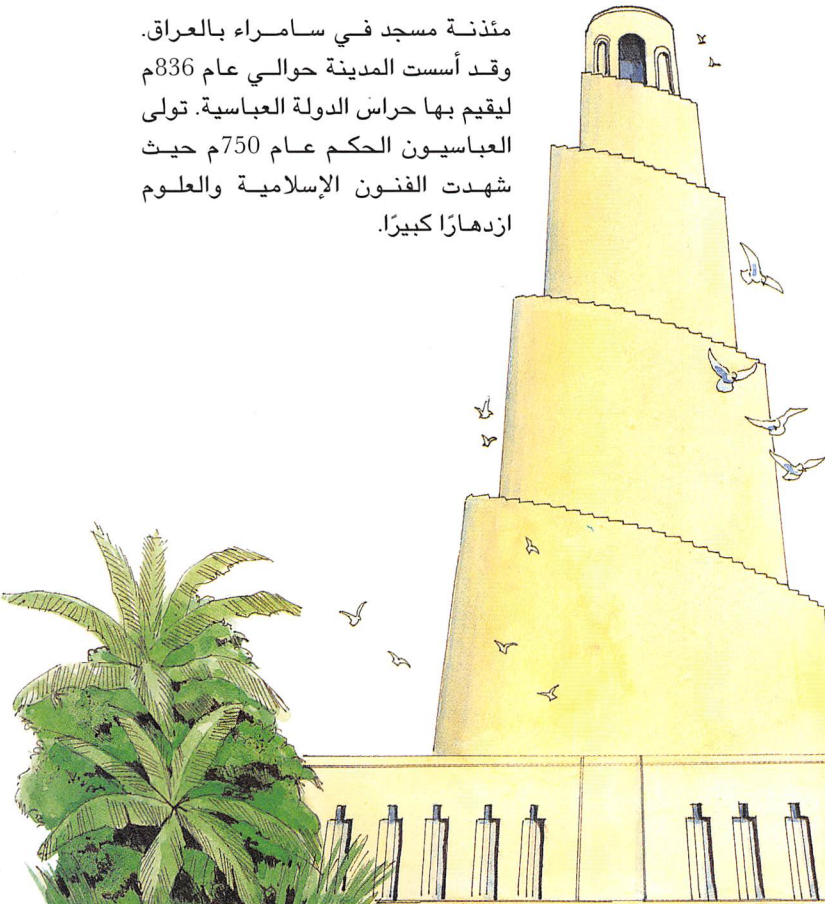 مئذنة مسجد في سامراء بالعراق.
وقد أسست المدينة حوالي عام 836م
ليقيم بها حراس الدولة العباسية. تولى
العباسيون الحكم عام 750م حيث
شهدت الفنون الإسلامية والعلوم
ازدهارًا كبيرًا.